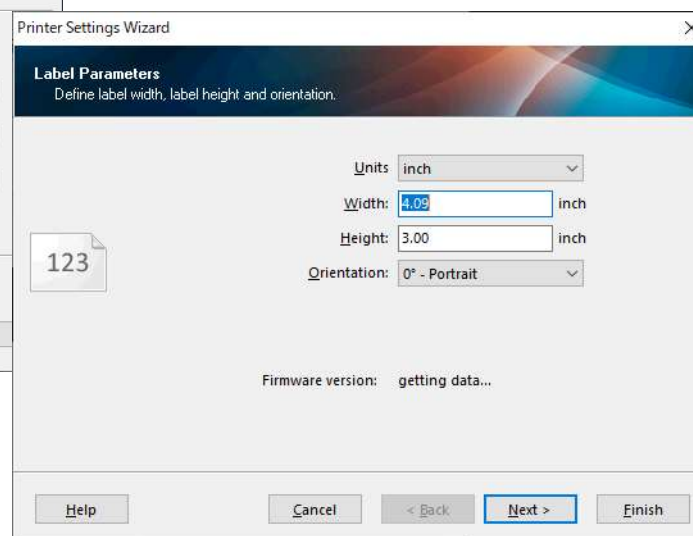 Printer Settings Wizard
Label Parameters
Define label width, label height and orientation.
Units inch
Width: 4.09 inch
Height: 3.00 inch
123
Orientation: 0° - Portrait
Firmware version: getting data...
Help Cancel < Back Next > Finish